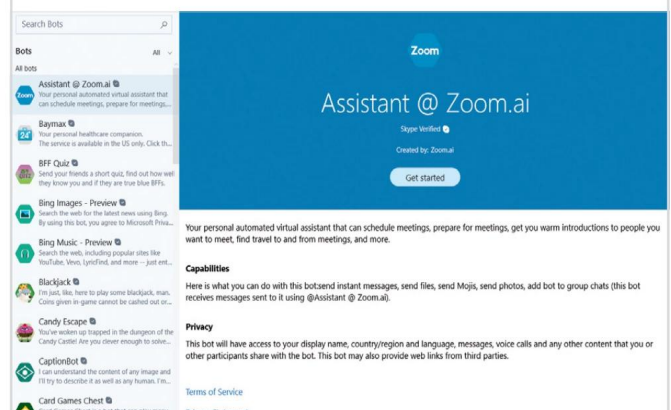 Search Bots
Bots
All
All bots
Zoom
Assistant @ Zoom.ai
Your personal automated virtual assistant that
can schedule meetings, prepare for meetings,...
24
Baymax
Your personal healthcare companion.
The service is available in the US only. Click th...
BFF Quiz
Send your friends a short quiz, find out how well
they know you and if they are true blue BFFs.
Bing Images - Preview
Search the web for the latest news using Bing.
By using this bot, you agree to Microsoft Priva...
Bing Music - Preview
Search the web, including popular sites like
YouTube, Vevo, LyricFind, and more -- just ent...
Blackjack
I'm just, like, here to play some blackjack, man.
Coins given in-game cannot be cashed out or...
Candy Escape
You've woken up trapped in the dungeon of the
Candy Castle! Are you clever enough to solve...
CaptionBot
I can understand the content of any image and
I'll try to describe it as well as any human. I'm...
Card Games Chest
Zoom
Assistant @ Zoom.ai
Skype Verified
Created by: Zoom.ai
Get started
Your personal automated virtual assistant that can schedule meetings, prepare for meetings, get you warm introductions to people you
want to meet, find travel to and from meetings, and more.
Capabilities
Here is what you can do with this bot:send instant messages, send files, send Mojis, send photos, add bot to group chats (this bot
receives messages sent to it using @Assistant @ Zoom.ai).
Privacy
This bot will have access to your display name, country/region and language, messages, voice calls and any other content that you or
other participants share with the bot. This bot may also provide web links from third parties.
Terms of Service